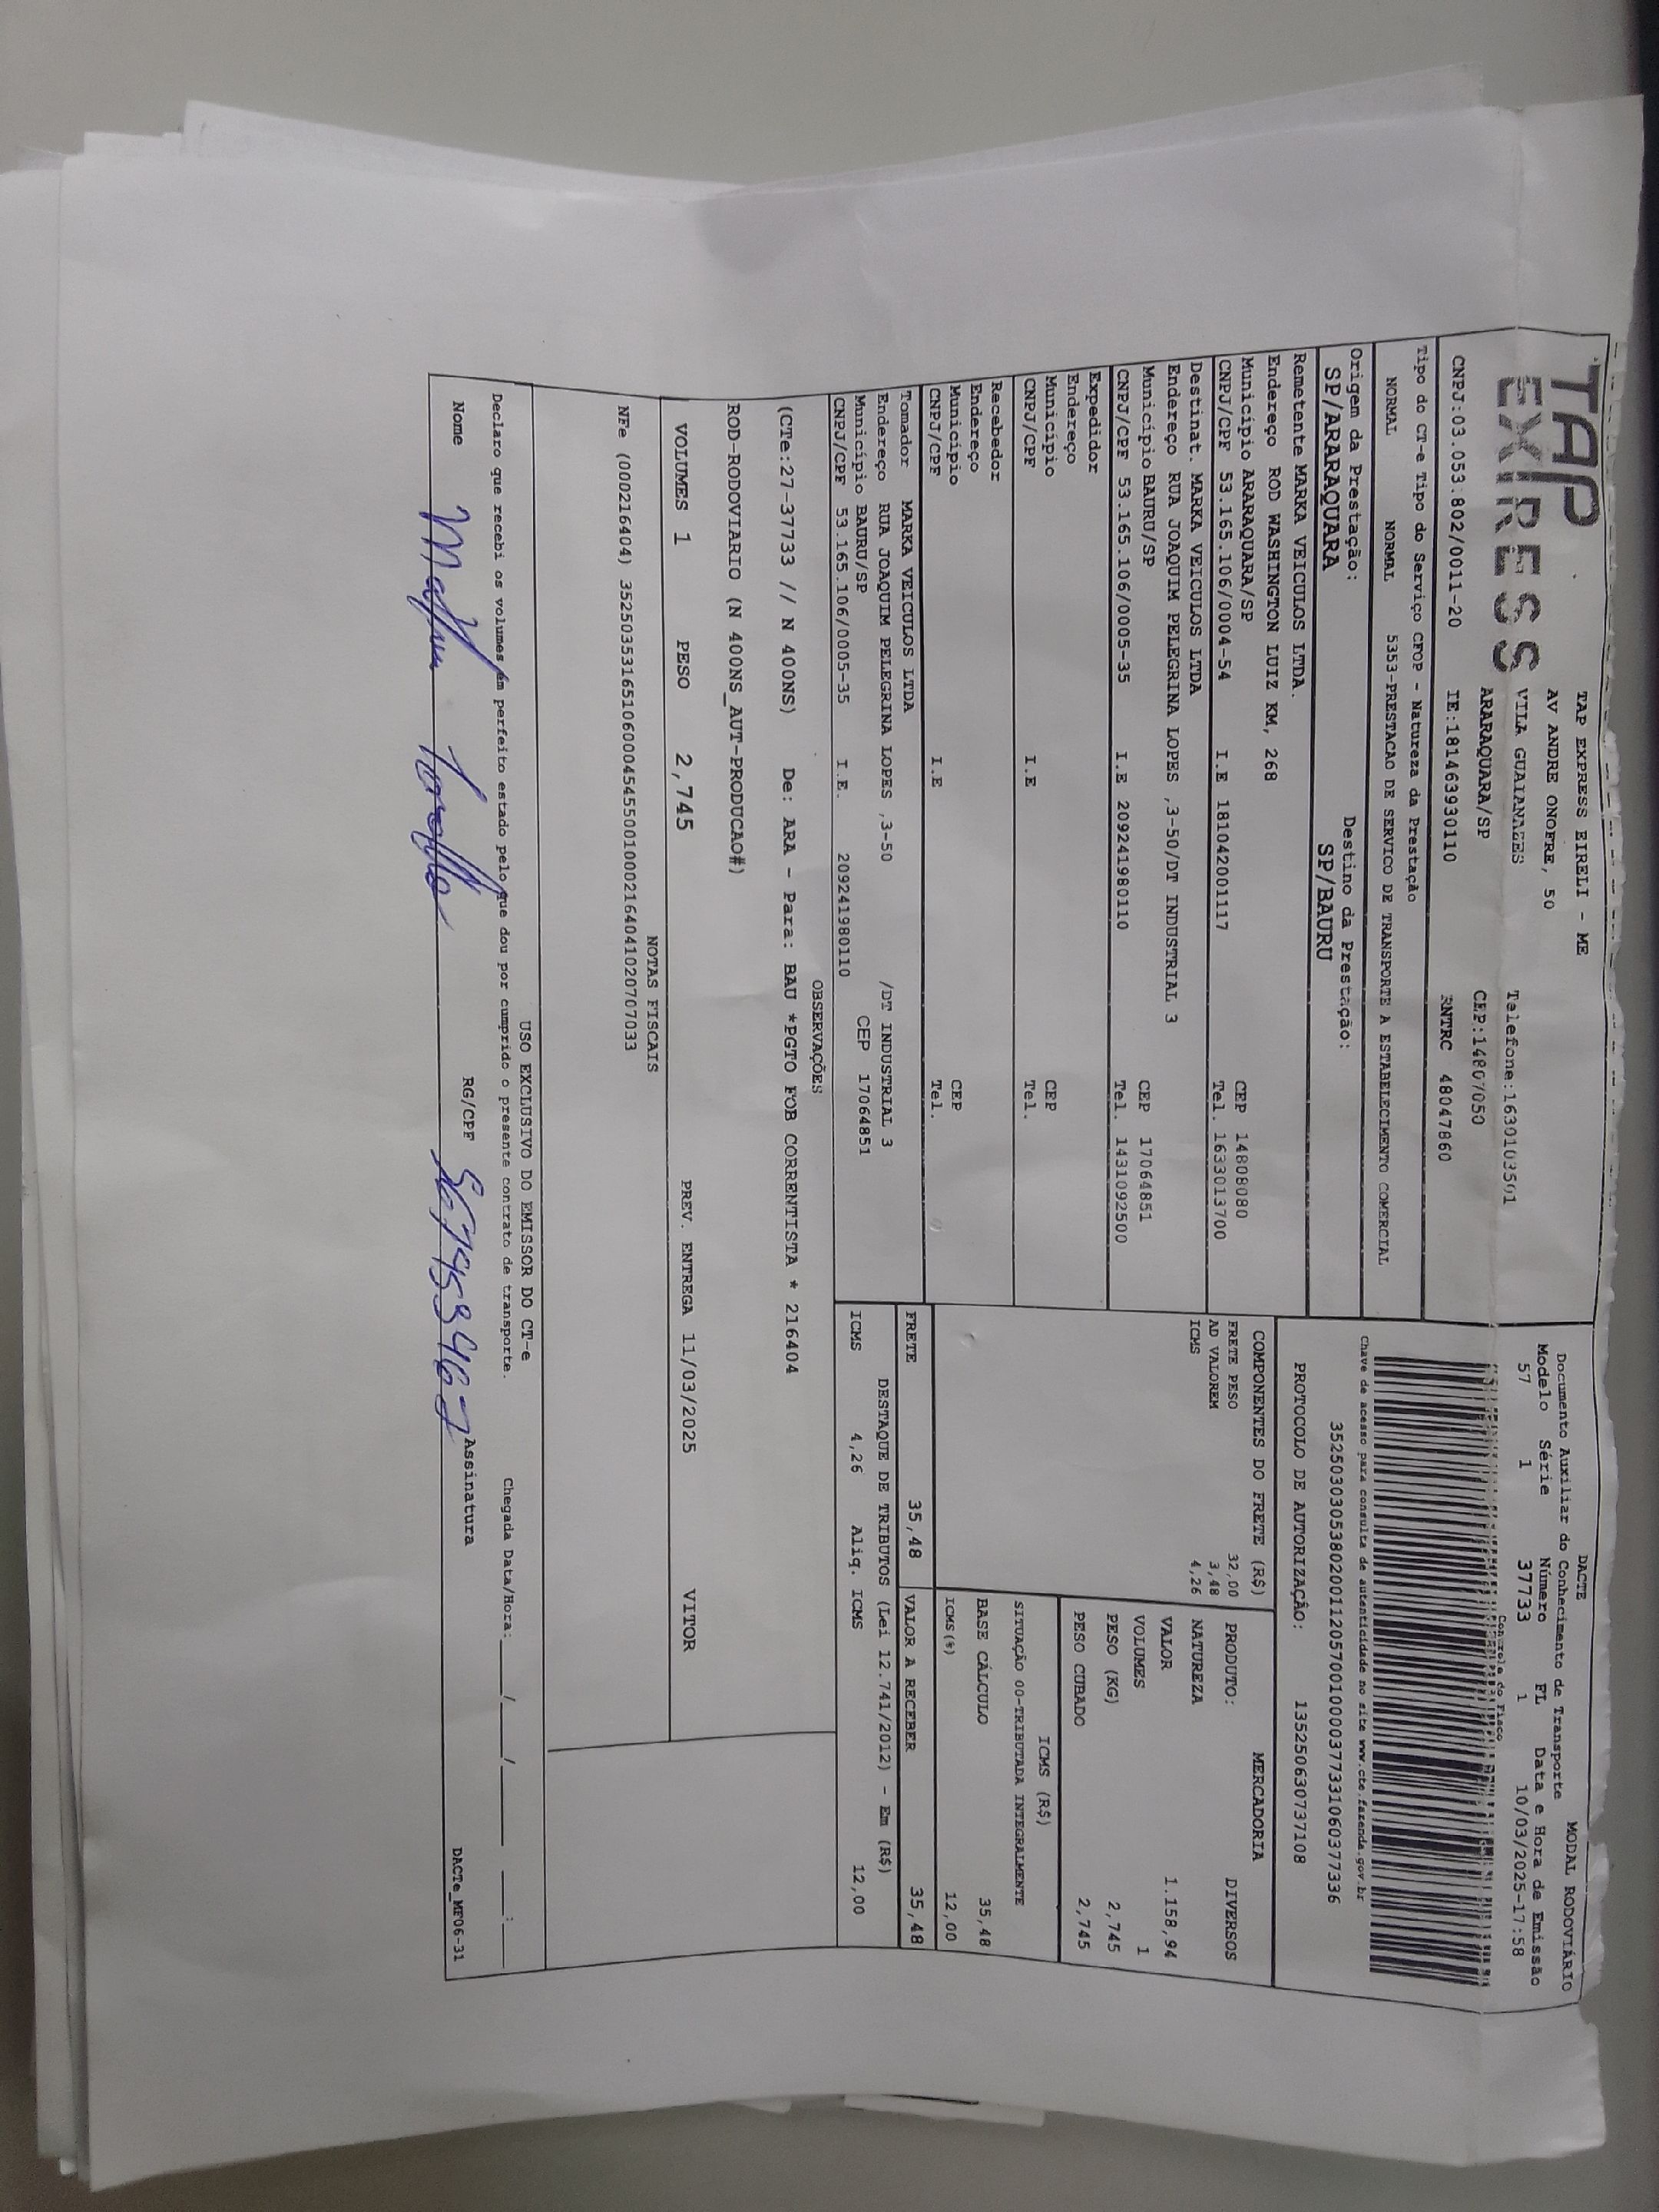 TAP EXPRESS
TAP EXPRESS EIRELI - ME
AV ANDRE ONOFRE, 50
VILA GUAIANAZES Telefone:1630103501
ARARAQUARA/SP CEP:14807050
CNPJ:03.053.802/0011-20 IE:181463930110 RNTRC 48047860
DACTE MODAL RODOVIÁRIO
Documento Auxiliar do Conhecimento de Transporte
Modelo Série Número FL Data e Hora de Emissão
57 1 37733 1 10/03/2025-17:58
Controle do Fisco
Chave de acesso para consulta de autenticidade no site www.cte.fazenda.gov.br
35250303053802001120570010000377331060377336
PROTOCOLO DE AUTORIZAÇÃO: 135250630737108
Tipo do CT-e Tipo do Serviço CFOP - Natureza da Prestação
NORMAL NORMAL 5353-PRESTACAO DE SERVICO DE TRANSPORTE A ESTABELECIMENTO COMERCIAL
Origem da Prestação: Destino da Prestação:
SP/ARARAQUARA SP/BAURU
Remetente MARKA VEICULOS LTDA.
Endereço ROD WASHINGTON LUIZ KM, 268
Município ARARAQUARA/SP CEP 14808080
CNPJ/CPF 53.165.106/0004-54 I.E 181042001117 Tel. 1633013700
Destinat. MARKA VEICULOS LTDA
Endereço RUA JOAQUIM PELEGRINA LOPES ,3-50/DT INDUSTRIAL 3
Município BAURU/SP CEP 17064851
CNPJ/CPF 53.165.106/0005-35 I.E 209241980110 Tel. 1431092500
Expedidor
Endereço
Município CEP
CNPJ/CPF I.E Tel.
Recebedor
Endereço
Município CEP
CNPJ/CPF I.E Tel.
Tomador MARKA VEICULOS LTDA
Endereço RUA JOAQUIM PELEGRINA LOPES ,3-50 /DT INDUSTRIAL 3
Município BAURU/SP CEP 17064851
CNPJ/CPF 53.165.106/0005-35 I.E. 209241980110
COMPONENTES DO FRETE (R$)
FRETE PESO 32,00
AD VALOREM 3,48
ICMS 4,26
MERCADORIA
PRODUTO: DIVERSOS
NATUREZA
VALOR 1.158,94
VOLUMES 1
PESO (KG) 2,745
PESO CUBADO 2,745
ICMS (R$)
SITUAÇÃO 00-TRIBUTADA INTEGRALMENTE
BASE CÁLCULO 35,48
ICMS(%) 12,00
FRETE 35,48 VALOR A RECEBER 35,48
DESTAQUE DE TRIBUTOS (Lei 12.741/2012) - Em (R$)
ICMS 4,26 Aliq. ICMS 12,00
OBSERVAÇÕES
(CTe:27-37733 // N 400NS) De: ARA - Para: BAU *PGTO FOB CORRENTISTA * 216404
ROD-RODOVIARIO (N 400NS_AUT-PRODUCAO#)
VOLUMES 1 PESO 2,745 PREV. ENTREGA 11/03/2025 VITOR
NOTAS FISCAIS
NFe (000216404) 35250353165106000454550010002164041020707033
USO EXCLUSIVO DO EMISSOR DO CT-e
Declaro que recebi os volumes em perfeito estado pelo que dou por cumprido o presente contrato de transporte. Chegada Data/Hora:____/____/______ ___:___
Nome RG/CPF Assinatura DACTe_MF06-31